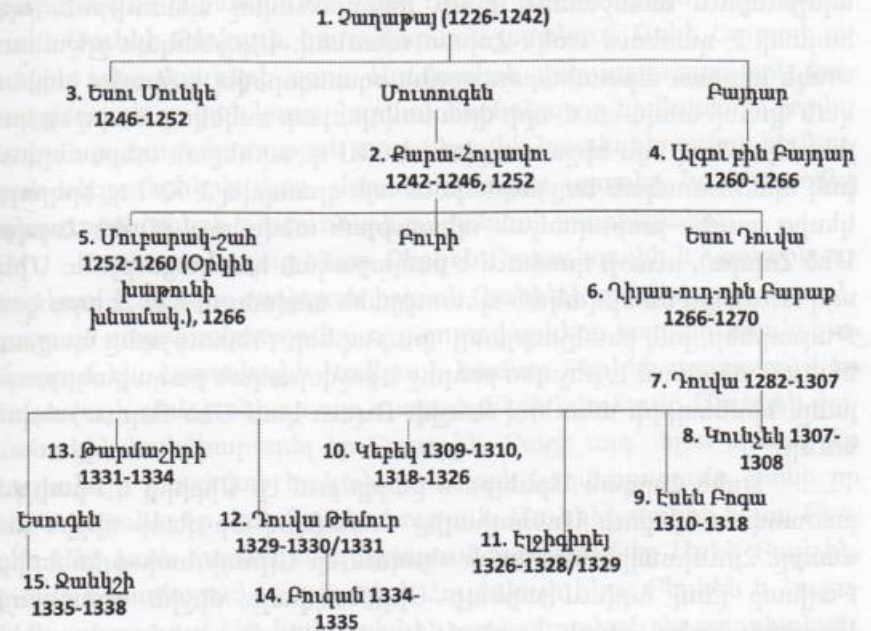 1. Չաղաթայ (1226-1242)
3. Եսու Մունկե
1246-1252
Մուտուգեն
Բայդար
2. Քարա-Հուլավու
1242-1246, 1252
4. Ալգու բին Բայդար
1260-1266
5. Մուբարակ-շահ
1252-1260 (Օրկին
խաթունի
խնամակ.), 1266
Բուրի
Եսու Դուվա
6. Ղիյաս-ուր-դին Բարաք
1266-1270
7. Դուվա 1282-1307
13. Թարմաշիրի
1331-1334
10. Կեբեկ 1309-1310,
1318-1326
8. Կունչեկ 1307-
1308
Եսուգեն
12. Դուվա Թեմուր
1329-1330/1331
11. Էլջիգիդեյ
1326-1328/1329
9. Էսեն Բուգա
1310-1318
15. Ջանկշի
1335-1338
14. Բուզան 1334-
1335